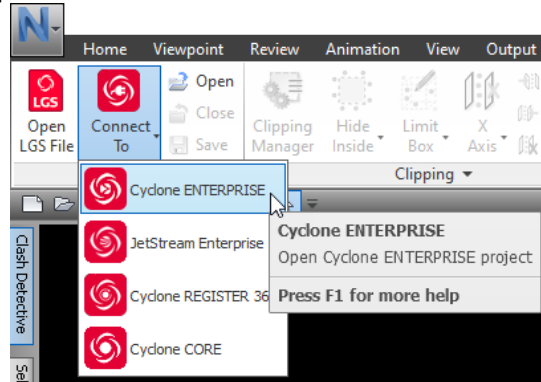 N
Home Viewpoint Review Animation View Output
LGS
Open
LGS File
Connect
To
Open
Close
Save
Clipping
Manager
Hide
Inside
Limit
Box
X
Axis
Clipping
Cyclone ENTERPRISE
JetStream Enterprise
Cyclone REGISTER 36
Cyclone CORE
Cyclone ENTERPRISE
Open Cyclone ENTERPRISE project
Press F1 for more help
Clash Detective
Sel